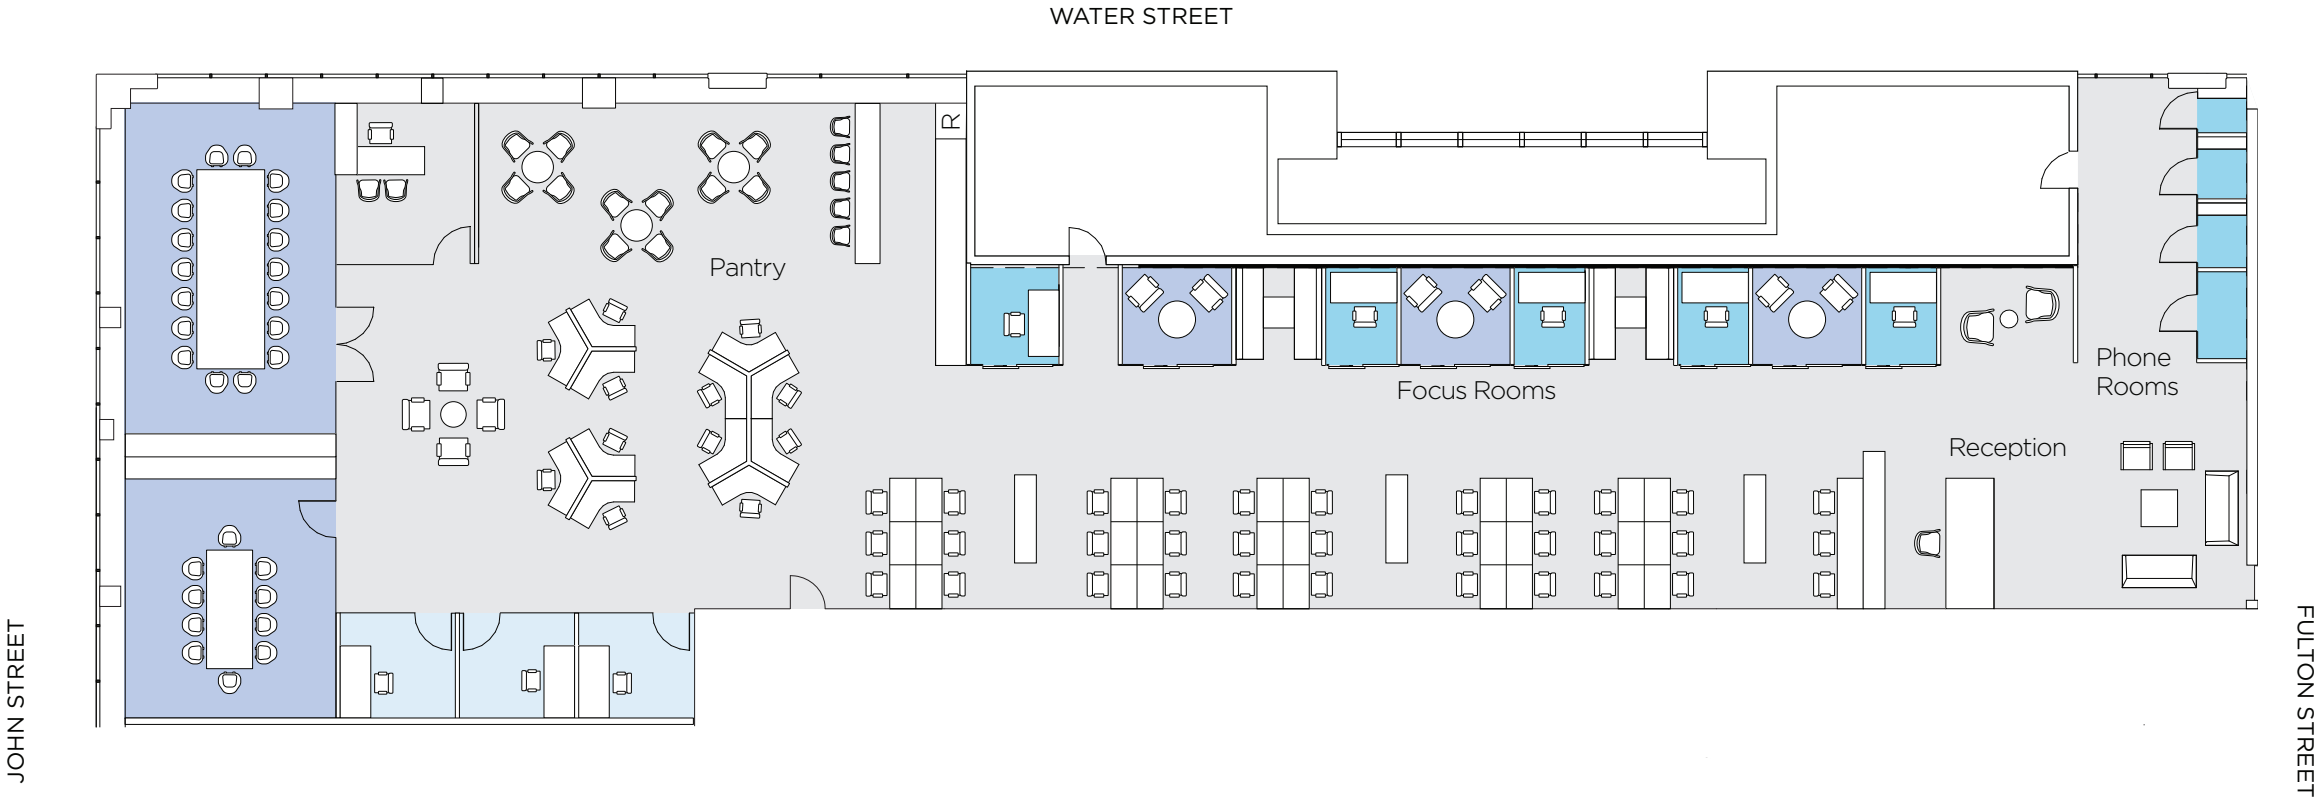 WATER STREET
R
Pantry
Focus Rooms
Phone
Rooms
Reception
JOHN STREET
FULTON STREET